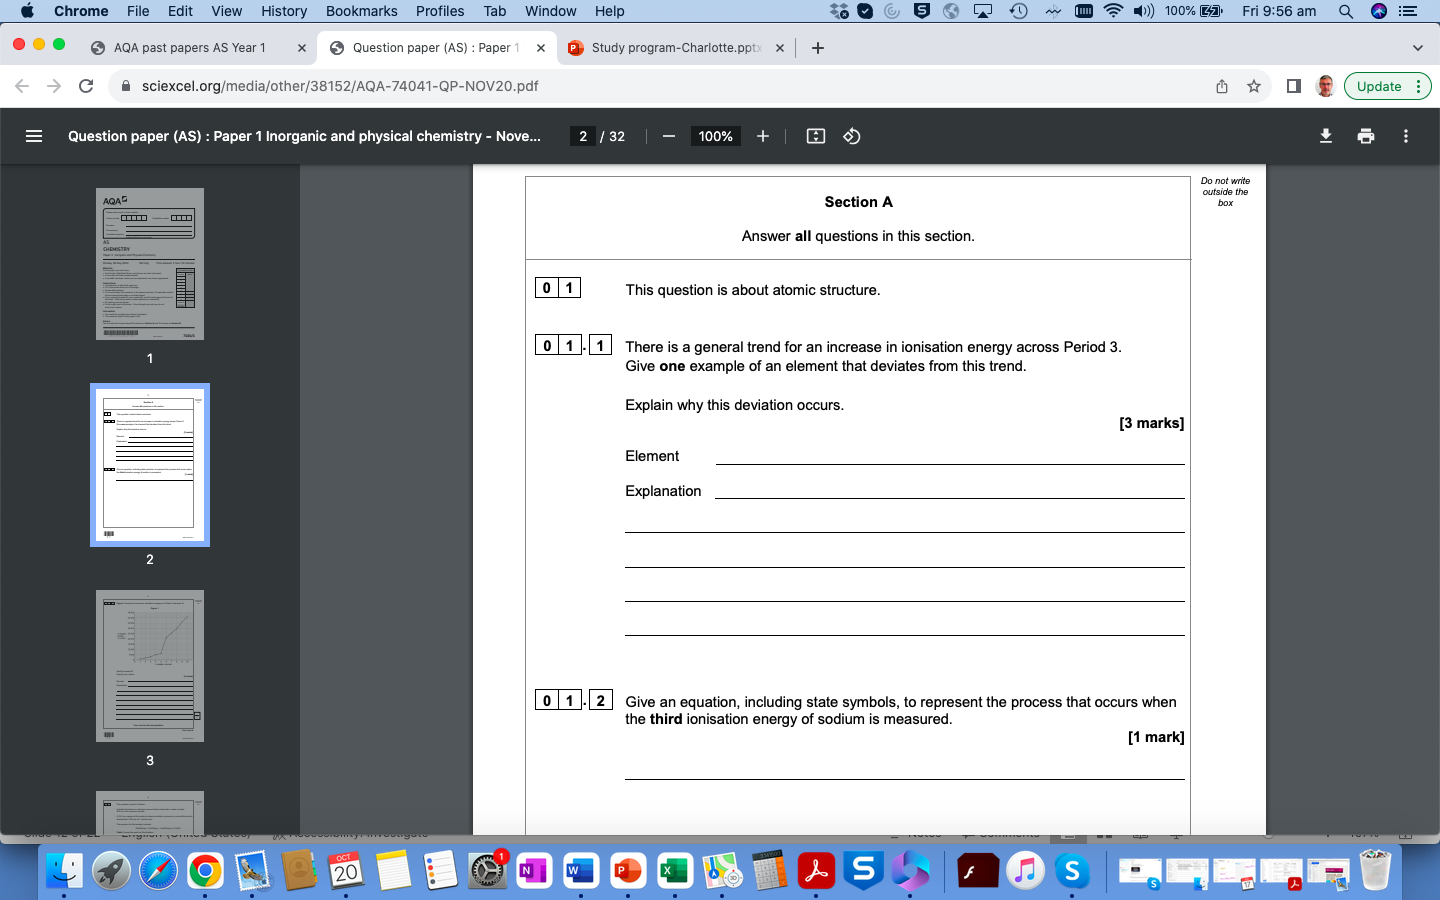 Chrome File Edit View History Bookmarks Profiles Tab Window Help 100% Fri 9:56 am
AQA past papers AS Year 1
Question paper (AS) : Paper 1
Study program-Charlotte.pptx
sciexcel.org/media/other/38152/AQA-74041-QP-NOV20.pdf
Update
Question paper (AS) : Paper 1 Inorganic and physical chemistry - Nove...
2 / 32
100%
AQA
AS
CHEMISTRY
1
2
3
Do not write
outside the
box
Section A
Answer all questions in this section.
0 1 This question is about atomic structure.
0 1 . 1 There is a general trend for an increase in ionisation energy across Period 3.
Give one example of an element that deviates from this trend.
Explain why this deviation occurs.
[3 marks]
Element
Explanation
0 1 . 2 Give an equation, including state symbols, to represent the process that occurs when
the third ionisation energy of sodium is measured.
[1 mark]
OCT
20
1